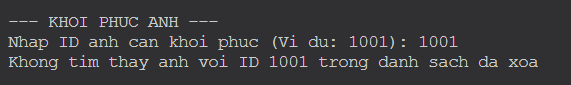 --- KHOI PHUC ANH ---
Nhap ID anh can khoi phuc (Vi du: 1001): 1001
Khong tim thay anh voi ID 1001 trong danh sach da xoa